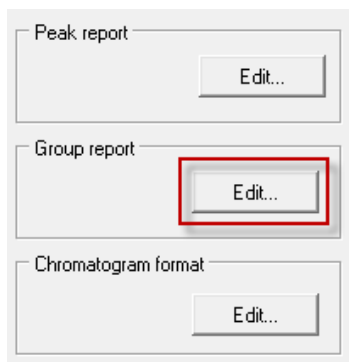 Peak report
Edit...
Group report
Edit...
Chromatogram format
Edit...